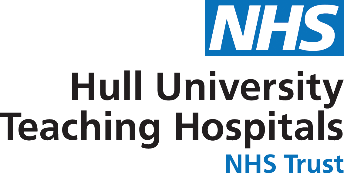 NHS
Hull University
Teaching Hospitals
NHS Trust